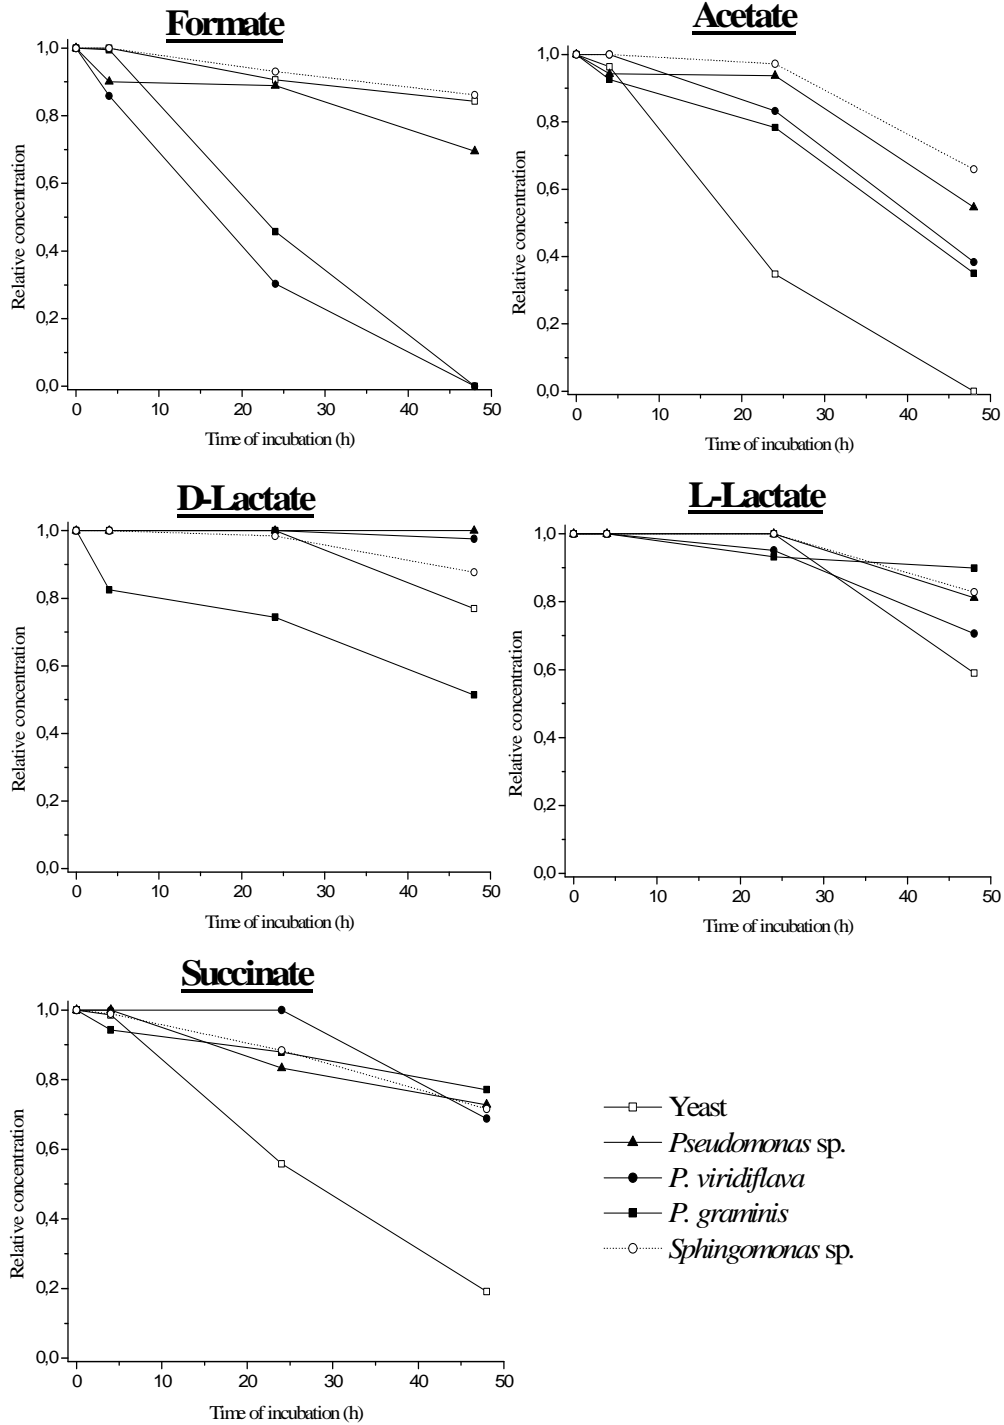 Formate
1,0
0,8
0,6
0,4
0,2
0,0
Relative concentration
0 10 20 30 40 50
Time of incubation (h)
Acetate
1,0
0,8
0,6
0,4
0,2
0,0
Relative concentration
0 10 20 30 40 50
Time of incubation (h)
D-Lactate
1,0
0,8
0,6
0,4
0,2
0,0
Relative concentration
0 10 20 30 40 50
Time of incubation (h)
L-Lactate
1,0
0,8
0,6
0,4
0,2
0,0
Relative concentration
0 10 20 30 40 50
Time of incubation (h)
Succinate
1,0
0,8
0,6
0,4
0,2
0,0
Relative concentration
0 10 20 30 40 50
Time of incubation (h)
Yeast
Pseudomonas sp.
P. viridiflava
P. graminis
Sphingomonas sp.